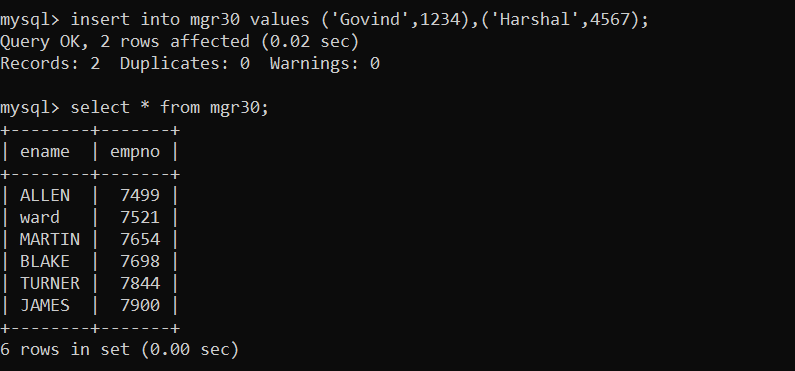 mysql> insert into mgr30 values ('Govind',1234),('Harshal',4567);
Query OK, 2 rows affected (0.02 sec)
Records: 2  Duplicates: 0  Warnings: 0
mysql> select * from mgr30;
+--------+-------+
| ename  | empno |
+--------+-------+
| ALLEN  |  7499 |
| ward   |  7521 |
| MARTIN |  7654 |
| BLAKE  |  7698 |
| TURNER |  7844 |
| JAMES  |  7900 |
+--------+-------+
6 rows in set (0.00 sec)